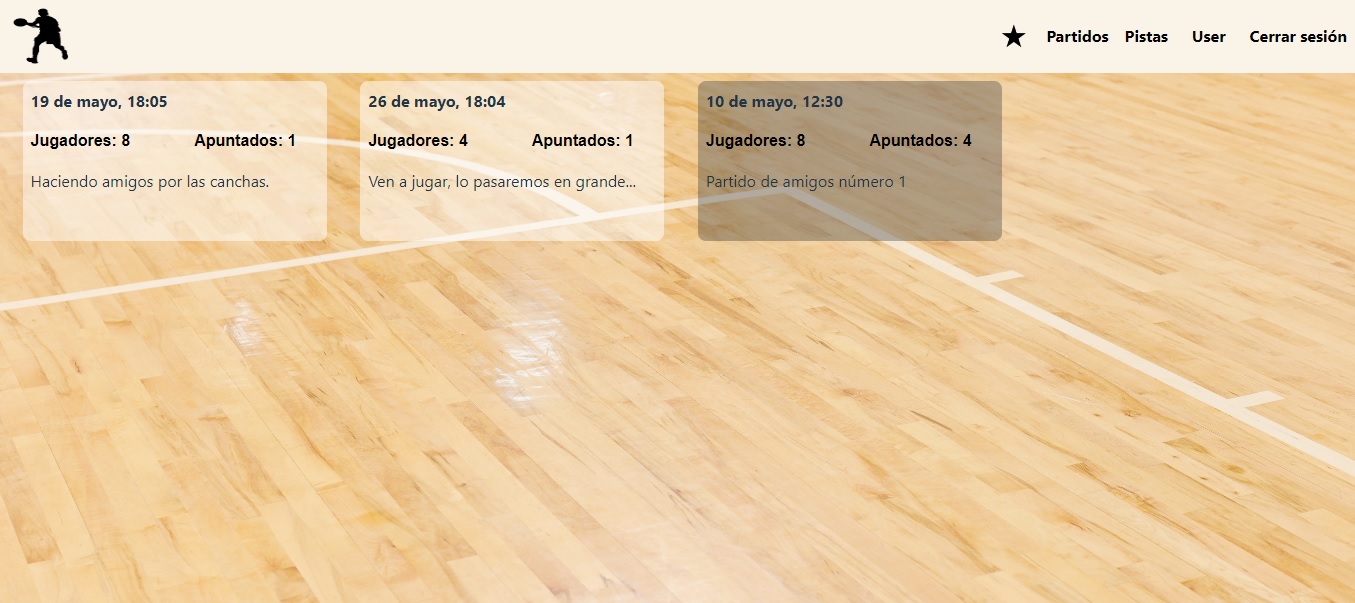 ★ Partidos Pistas User Cerrar sesión
19 de mayo, 18:05
Jugadores: 8 Apuntados: 1
Haciendo amigos por las canchas.
26 de mayo, 18:04
Jugadores: 4 Apuntados: 1
Ven a jugar, lo pasaremos en grande...
10 de mayo, 12:30
Jugadores: 8 Apuntados: 4
Partido de amigos número 1